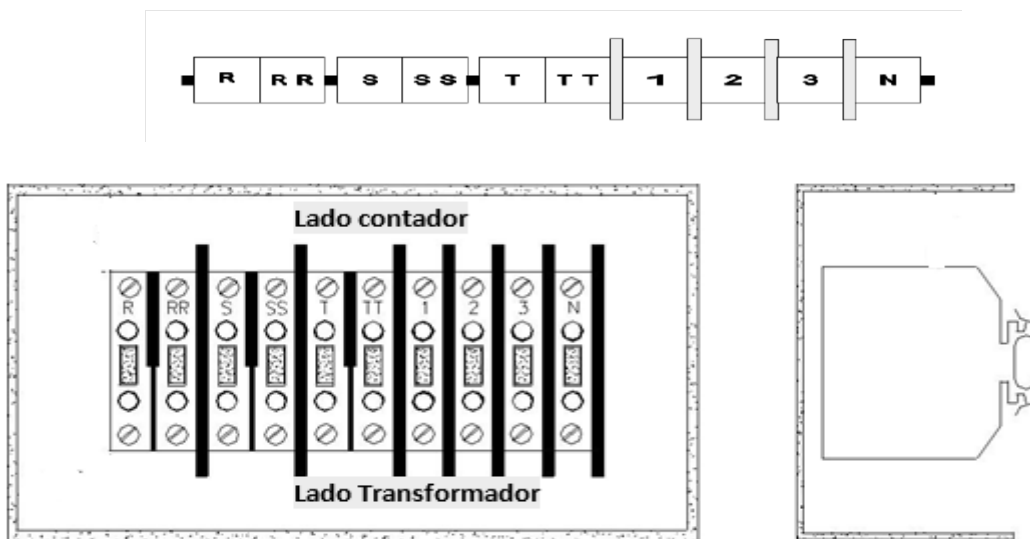 R RR S SS T TT 1 2 3 N
Lado contador
R RR S SS T TT 1 2 3 N
Lado Transformador